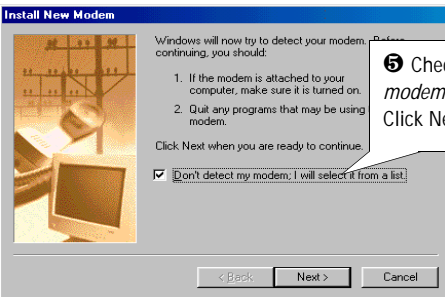 Install New Modem
Windows will now try to detect your modem. Before
continuing, you should:
1. If the modem is attached to your
computer, make sure it is turned on.
2. Quit any programs that may be using
modem.
Click Next when you are ready to continue.
Don't detect my modem; I will select it from a list.
❺ Chec
modem
Click Ne
< Back
Next >
Cancel